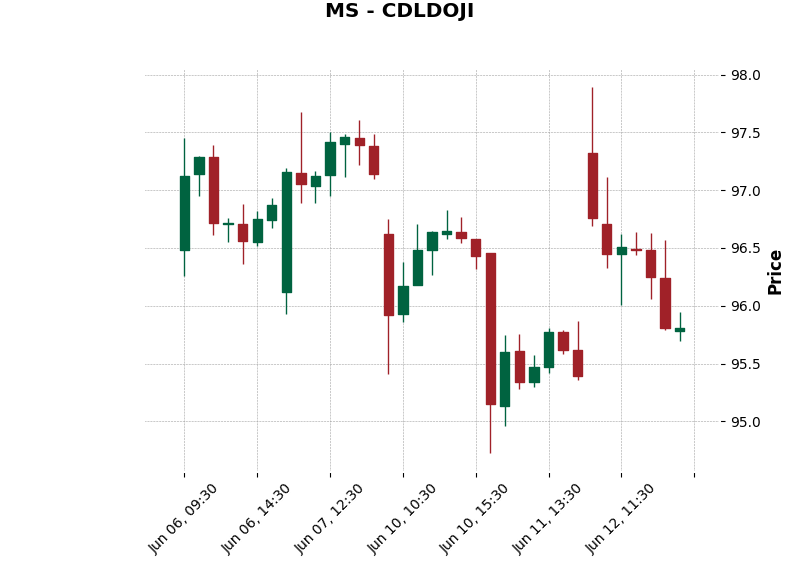 MS - CDLDOJI
98.0
97.5
97.0
96.5
96.0
95.5
95.0
Price
Jun 06, 09:30
Jun 06, 14:30
Jun 07, 12:30
Jun 10, 10:30
Jun 10, 15:30
Jun 11, 13:30
Jun 12, 11:30